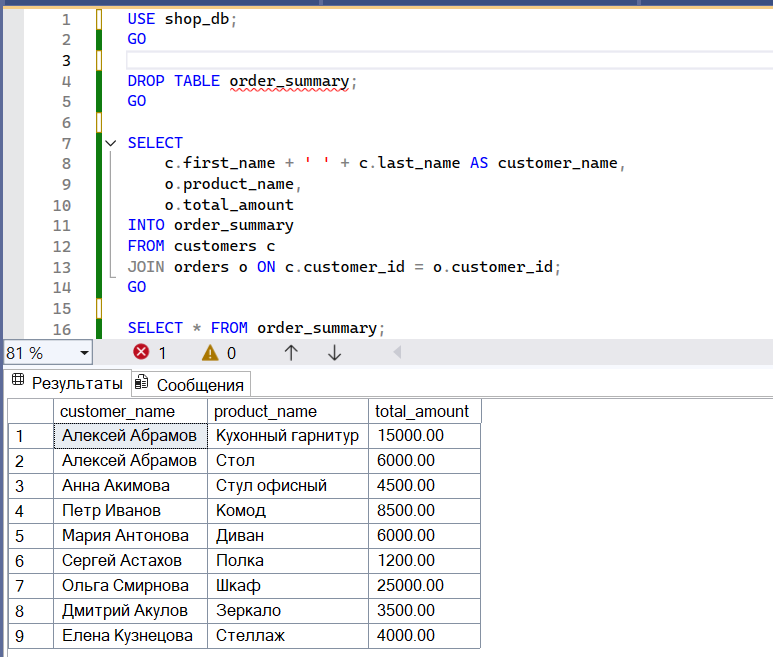 1 USE shop_db;
2 GO
3
4 DROP TABLE order_summary;
5 GO
6
7 SELECT
8 c.first_name + ' ' + c.last_name AS customer_name,
9 o.product_name,
10 o.total_amount
11 INTO order_summary
12 FROM customers c
13 JOIN orders o ON c.customer_id = o.customer_id;
14 GO
15
16 SELECT * FROM order_summary;
81 % 1 0
Результаты Сообщения
customer_name product_name total_amount
1 Алексей Абрамов Кухонный гарнитур 15000.00
2 Алексей Абрамов Стол 6000.00
3 Анна Акимова Стул офисный 4500.00
4 Петр Иванов Комод 8500.00
5 Мария Антонова Диван 6000.00
6 Сергей Астахов Полка 1200.00
7 Ольга Смирнова Шкаф 25000.00
8 Дмитрий Акулов Зеркало 3500.00
9 Елена Кузнецова Стеллаж 4000.00